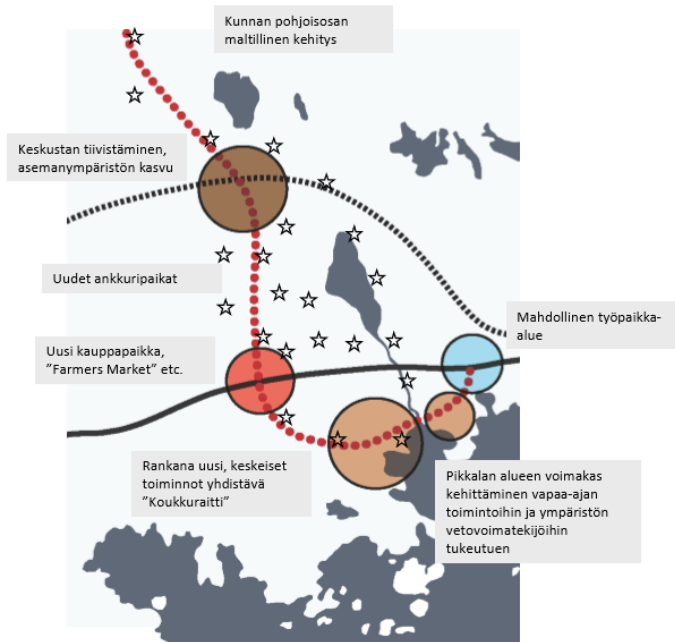 Kunnan pohjoisosan
maltillinen kehitys
Keskustan tiivistäminen,
asemanympäristön kasvu
Uudet ankkuripaikat
Mahdollinen työpaikka-
alue
Uusi kauppapaikka,
”Farmers Market” etc.
Rankana uusi, keskeiset
toiminnot yhdistävä
”Koukkuraitti”
Pikkalan alueen voimakas
kehittäminen vapaa-ajan
toimintoihin ja ympäristön
vetovoimatekijöihin
tukeutuen